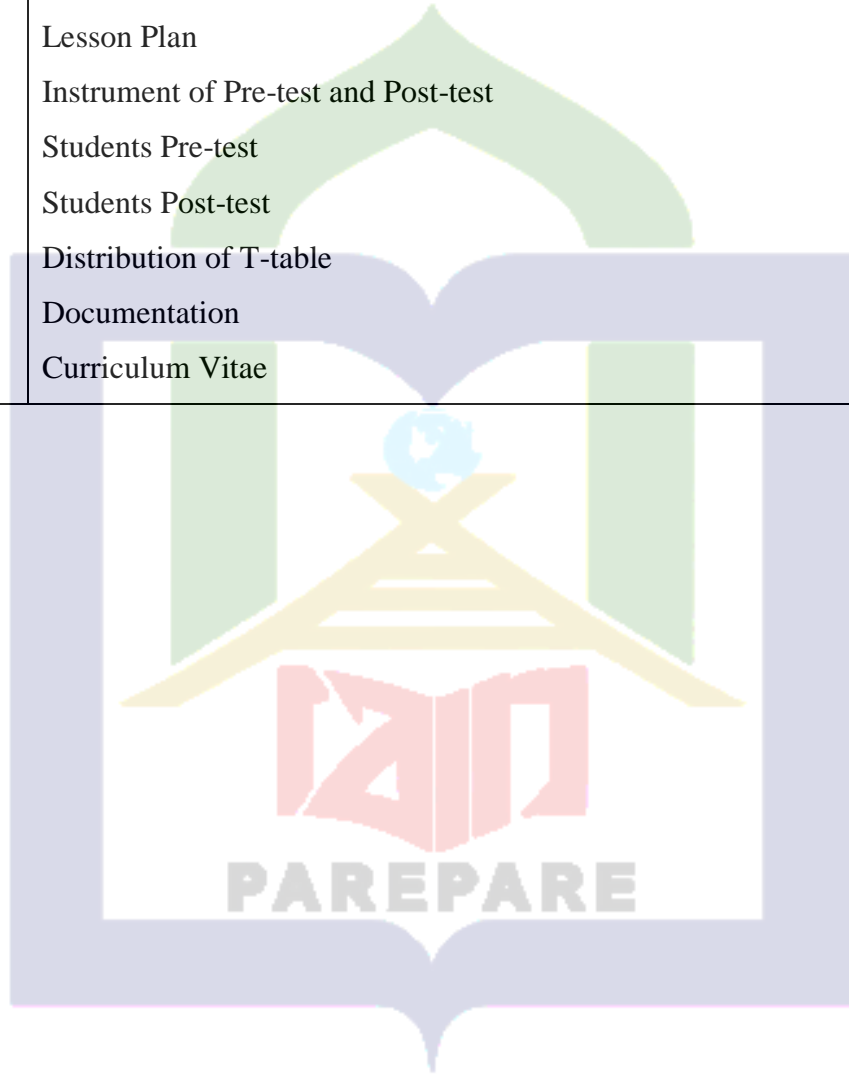 Lesson Plan
Instrument of Pre-test and Post-test
Students Pre-test
Students Post-test
Distribution of T-table
Documentation
Curriculum Vitae
iain
PAREPARE